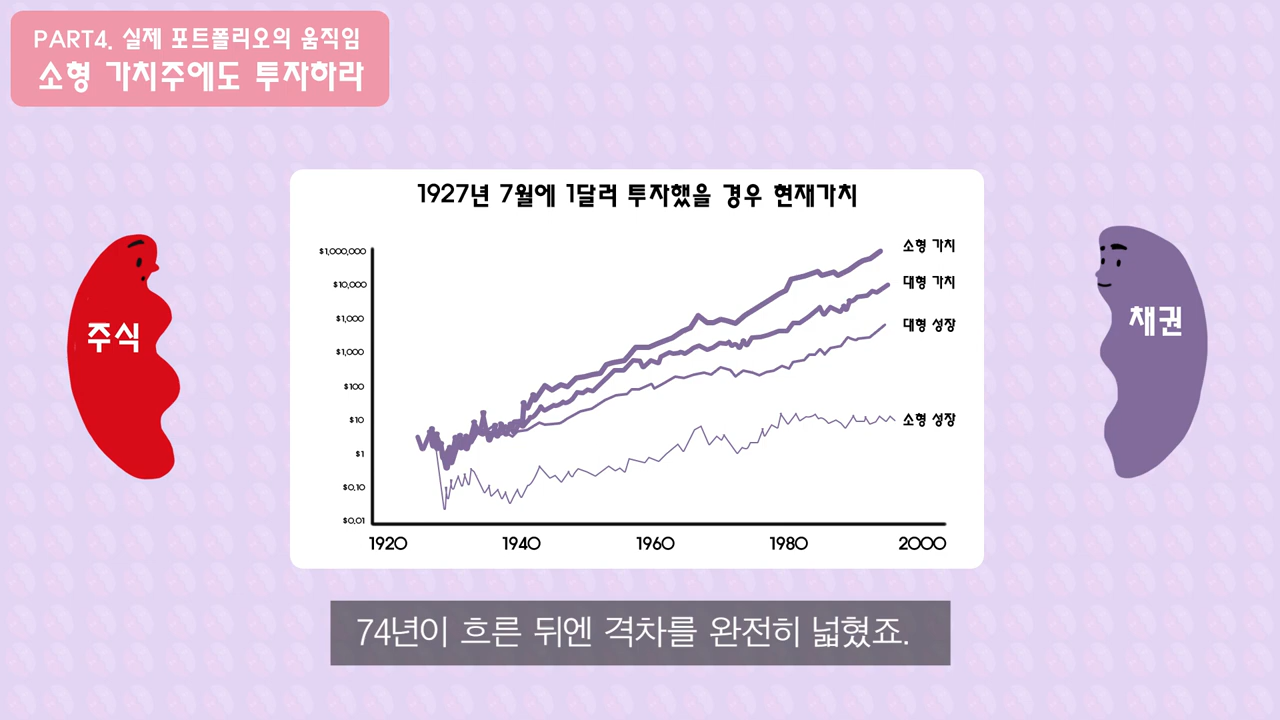 PART4. 실제 포트폴리오의 움직임
소형 가치주에도 투자하라
1927년 7월에 1달러 투자했을 경우 현재가치
$1,000,000
$10,000
$1,000
$1,000
$100
$10
$1
$0.10
$0.01
소형 가치
대형 가치
대형 성장
소형 성장
1920
1940
1960
1980
2000
주식
채권
74년이 흐른 뒤엔 격차를 완전히 넓혔죠.